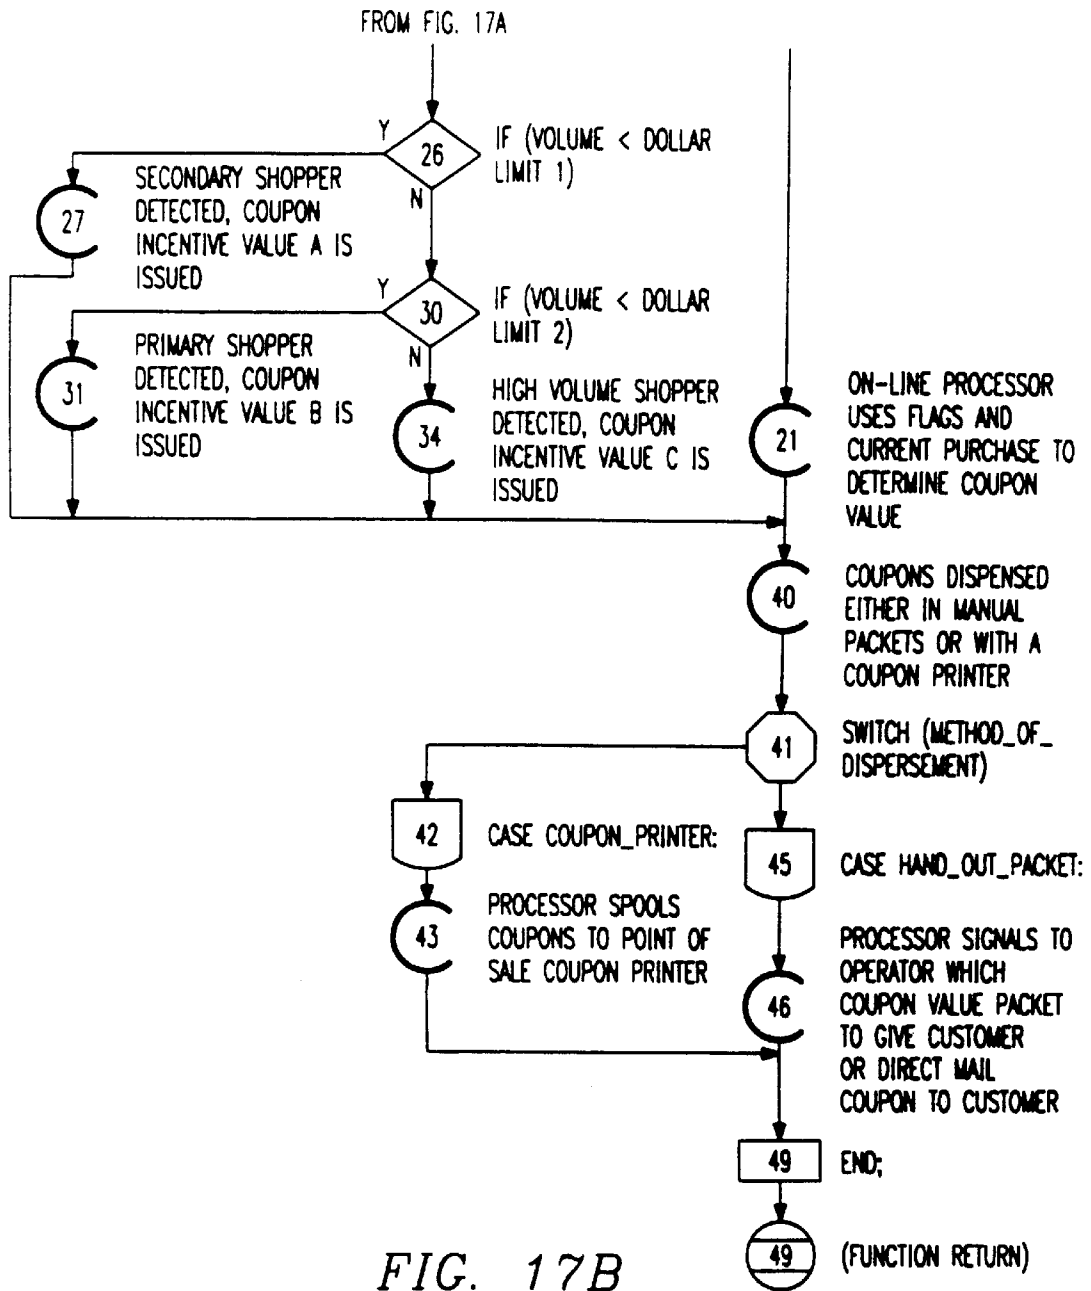 FROM FIG. 17A
Y
26
IF (VOLUME < DOLLAR
LIMIT 1)
N
27
SECONDARY SHOPPER
DETECTED, COUPON
INCENTIVE VALUE A IS
ISSUED
Y
30
IF (VOLUME < DOLLAR
LIMIT 2)
N
31
PRIMARY SHOPPER
DETECTED, COUPON
INCENTIVE VALUE B IS
ISSUED
34
HIGH VOLUME SHOPPER
DETECTED, COUPON
INCENTIVE VALUE C IS
ISSUED
21
ON-LINE PROCESSOR
USES FLAGS AND
CURRENT PURCHASE TO
DETERMINE COUPON
VALUE
40
COUPONS DISPENSED
EITHER IN MANUAL
PACKETS OR WITH A
COUPON PRINTER
41
SWITCH (METHOD_OF_
DISPERSEMENT)
42
CASE COUPON_PRINTER:
45
CASE HAND_OUT_PACKET:
43
PROCESSOR SPOOLS
COUPONS TO POINT OF
SALE COUPON PRINTER
46
PROCESSOR SIGNALS TO
OPERATOR WHICH
COUPON VALUE PACKET
TO GIVE CUSTOMER
OR DIRECT MAIL
COUPON TO CUSTOMER
49
END;
49
(FUNCTION RETURN)
FIG. 17B